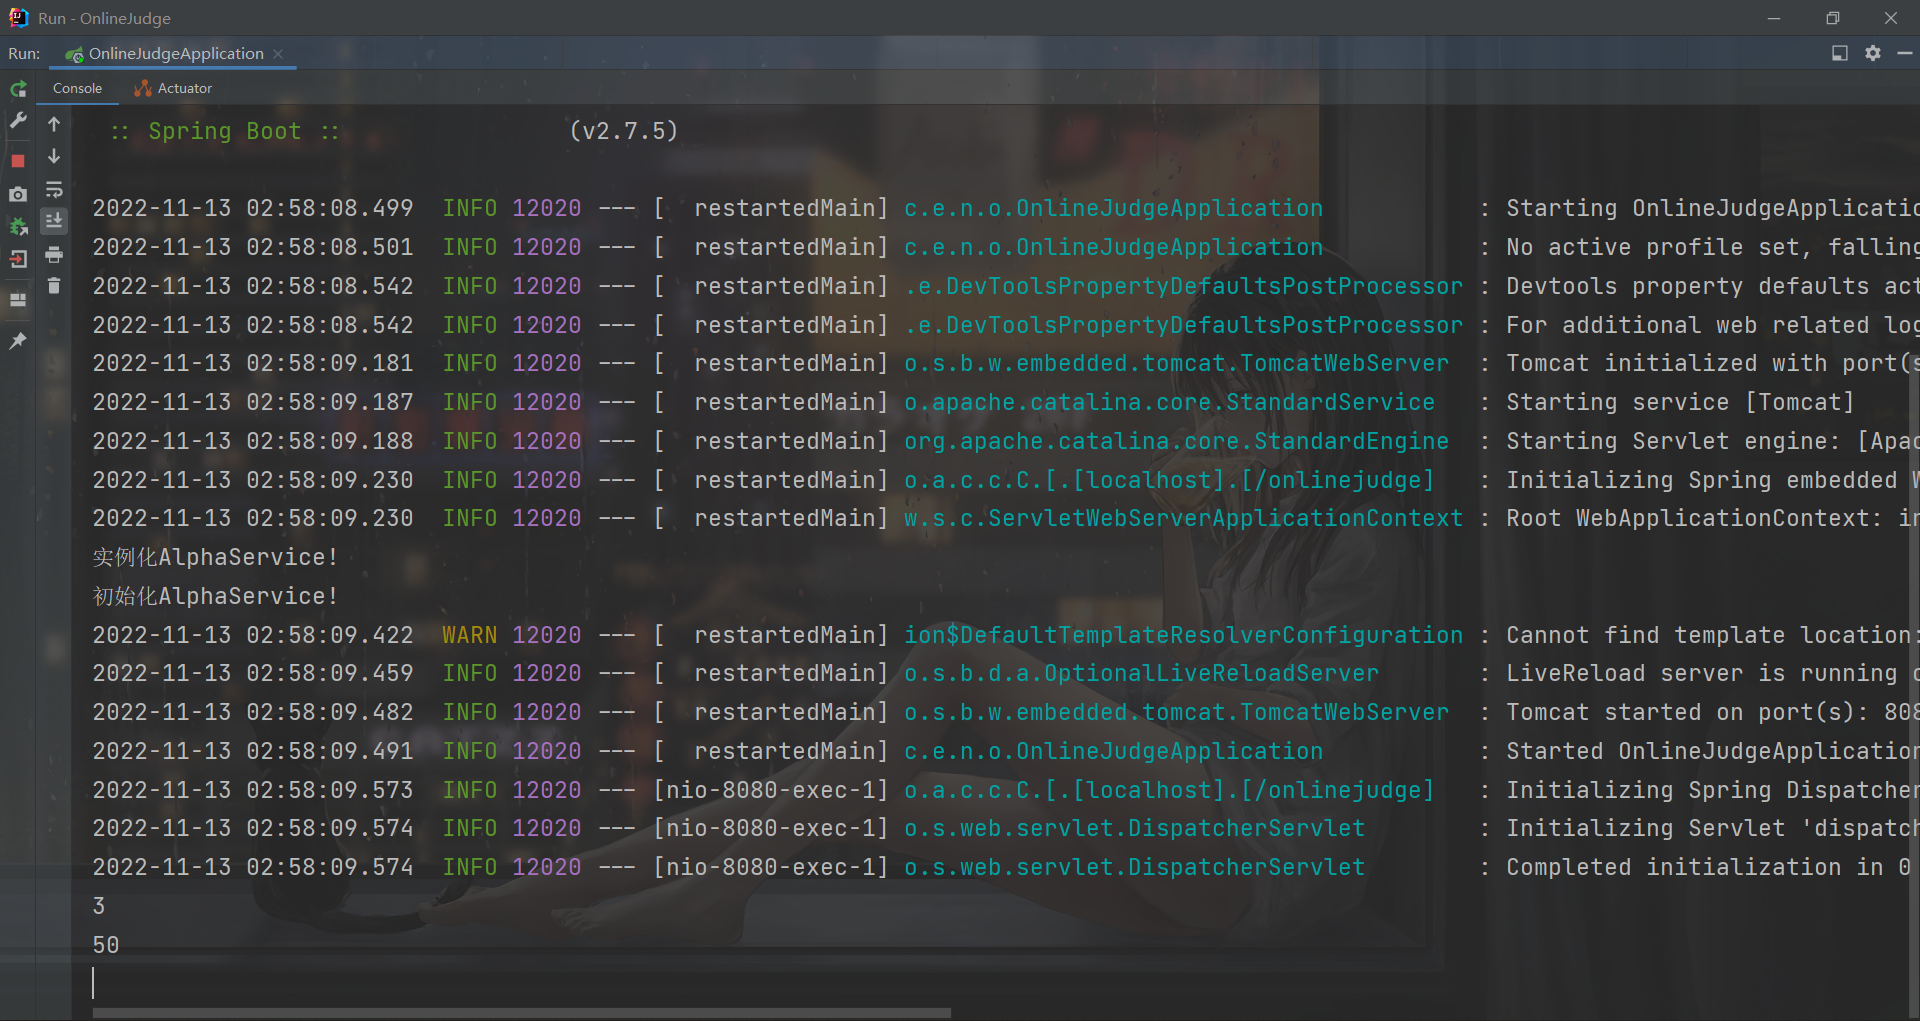 Run - OnlineJudge
Run: OnlineJudgeApplication
Console Actuator
:: Spring Boot :: (v2.7.5)
2022-11-13 02:58:08.499 INFO 12020 --- [ restartedMain] c.e.n.o.OnlineJudgeApplication : Starting OnlineJudgeApplicatio
2022-11-13 02:58:08.501 INFO 12020 --- [ restartedMain] c.e.n.o.OnlineJudgeApplication : No active profile set, falling
2022-11-13 02:58:08.542 INFO 12020 --- [ restartedMain] .e.DevToolsPropertyDefaultsPostProcessor : Devtools property defaults act
2022-11-13 02:58:08.542 INFO 12020 --- [ restartedMain] .e.DevToolsPropertyDefaultsPostProcessor : For additional web related log
2022-11-13 02:58:09.181 INFO 12020 --- [ restartedMain] o.s.b.w.embedded.tomcat.TomcatWebServer : Tomcat initialized with port(s
2022-11-13 02:58:09.187 INFO 12020 --- [ restartedMain] o.apache.catalina.core.StandardService : Starting service [Tomcat]
2022-11-13 02:58:09.188 INFO 12020 --- [ restartedMain] org.apache.catalina.core.StandardEngine : Starting Servlet engine: [Apac
2022-11-13 02:58:09.230 INFO 12020 --- [ restartedMain] o.a.c.c.C.[.[localhost].[/onlinejudge] : Initializing Spring embedded W
2022-11-13 02:58:09.230 INFO 12020 --- [ restartedMain] w.s.c.ServletWebServerApplicationContext : Root WebApplicationContext: in
实例化AlphaService!
初始化AlphaService!
2022-11-13 02:58:09.422 WARN 12020 --- [ restartedMain] ion$DefaultTemplateResolverConfiguration : Cannot find template location:
2022-11-13 02:58:09.459 INFO 12020 --- [ restartedMain] o.s.b.d.a.OptionalLiveReloadServer : LiveReload server is running o
2022-11-13 02:58:09.482 INFO 12020 --- [ restartedMain] o.s.b.w.embedded.tomcat.TomcatWebServer : Tomcat started on port(s): 808
2022-11-13 02:58:09.491 INFO 12020 --- [ restartedMain] c.e.n.o.OnlineJudgeApplication : Started OnlineJudgeApplication
2022-11-13 02:58:09.573 INFO 12020 --- [nio-8080-exec-1] o.a.c.c.C.[.[localhost].[/onlinejudge] : Initializing Spring Dispatcher
2022-11-13 02:58:09.574 INFO 12020 --- [nio-8080-exec-1] o.s.web.servlet.DispatcherServlet : Initializing Servlet 'dispatch
2022-11-13 02:58:09.574 INFO 12020 --- [nio-8080-exec-1] o.s.web.servlet.DispatcherServlet : Completed initialization in 0
3
50